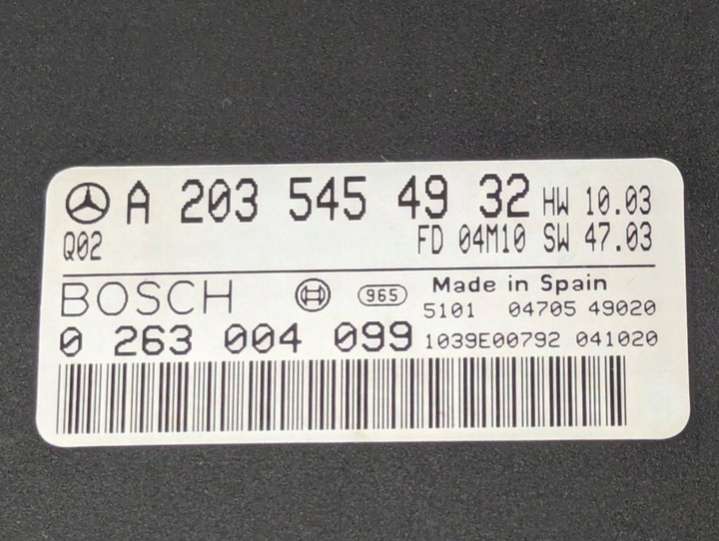 A 203 545 49 32 HW 10.03
Q02 FD 04M10 SW 47.03
BOSCH 965 Made in Spain
5101 04705 49020
0 263 004 099 1039E00792 041020